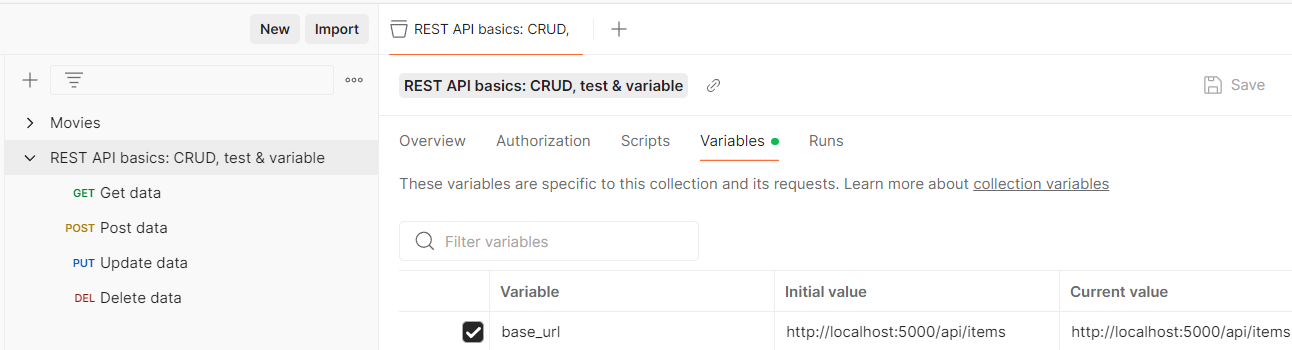 New Import
REST API basics: CRUD,
REST API basics: CRUD, test & variable
Save
Movies
REST API basics: CRUD, test & variable
GET Get data
POST Post data
PUT Update data
DEL Delete data
Overview Authorization Scripts Variables Runs
These variables are specific to this collection and its requests. Learn more about collection variables
Filter variables
Variable Initial value Current value
base_url http://localhost:5000/api/items http://localhost:5000/api/items